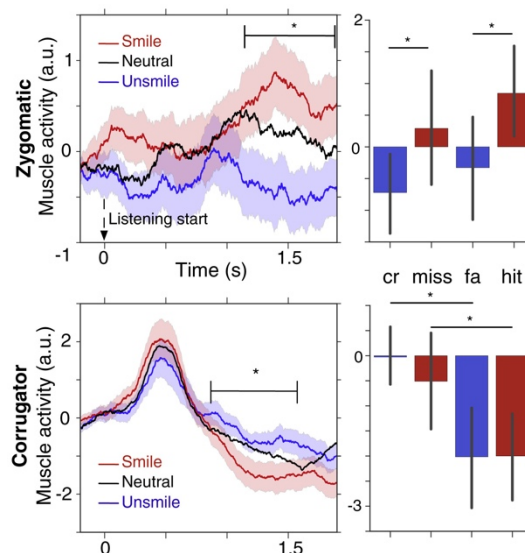 Zygomatic
Muscle activity (a.u.)
1
0
-1
Smile
Neutral
Unsmile
*
Listening start
0
1.5
Time (s)
*
*
0
cr miss fa hit
Corrugator
Muscle activity (a.u.)
2
0
-2
*
Smile
Neutral
Unsmile
0
1.5
*
*
0
-3